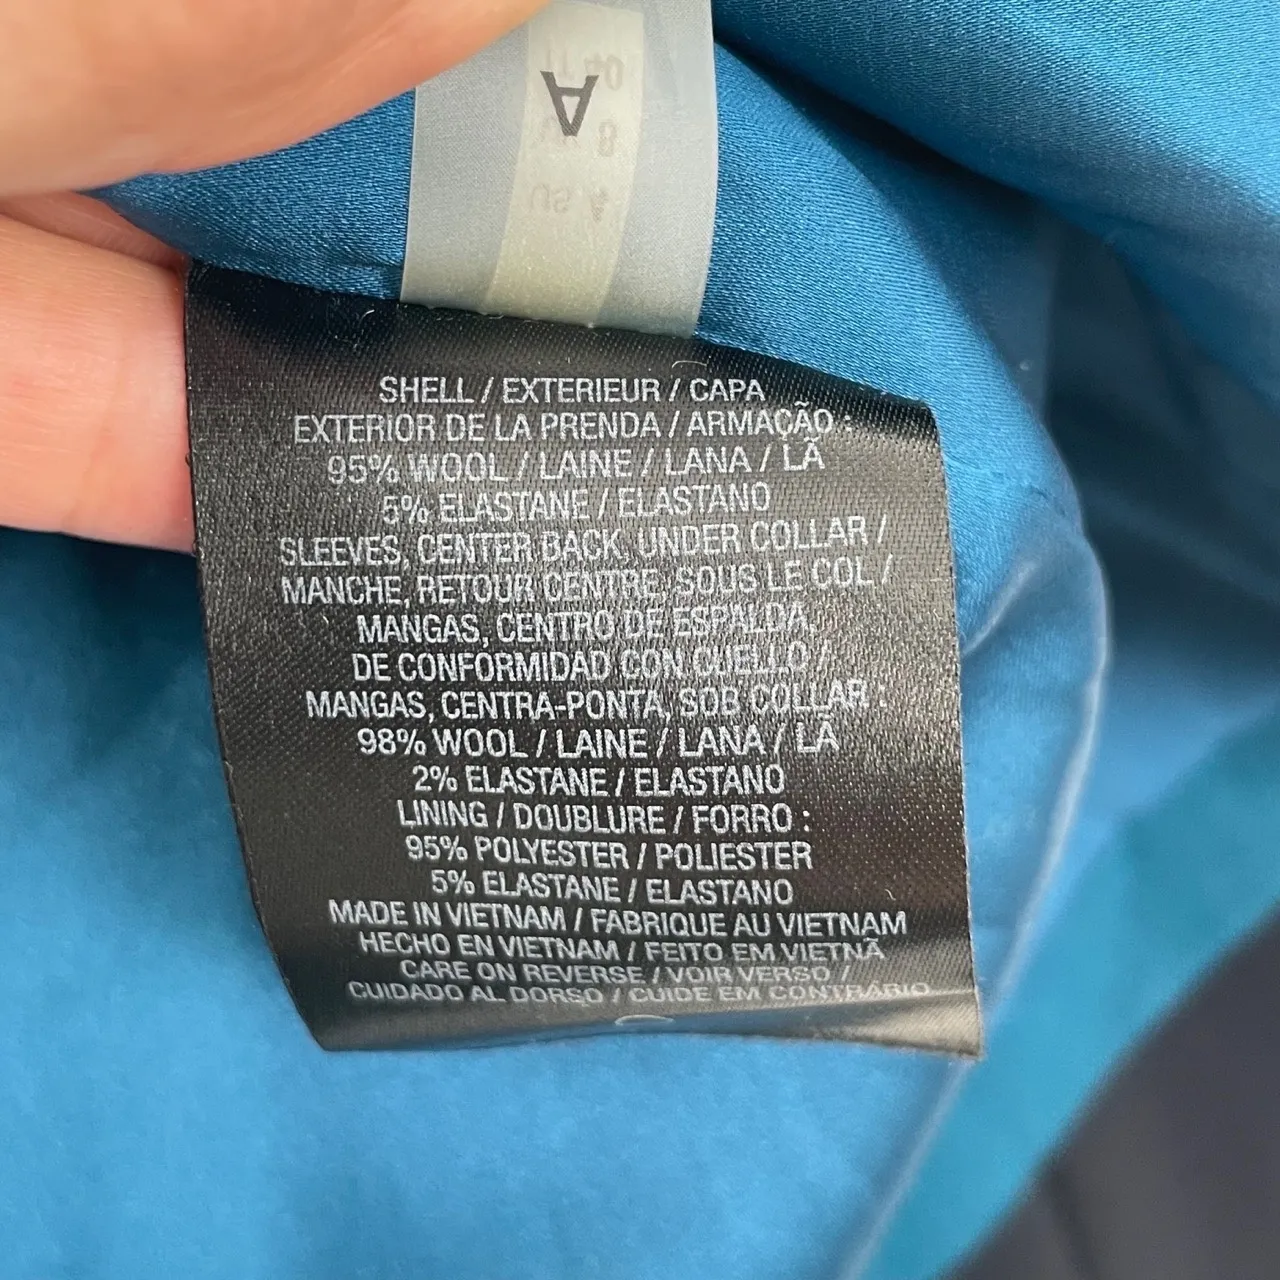 A
SHELL / EXTERIEUR / CAPA
EXTERIOR DE LA PRENDA / ARMAÇÃO :
95% WOOL / LAINE / LANA / LÃ
5% ELASTANE / ELASTANO
SLEEVES, CENTER BACK, UNDER COLLAR /
MANCHE, RETOUR CENTRE, SOUS LE COL /
MANGAS, CENTRO DE ESPALDA,
DE CONFORMIDAD CON CUELLO /
MANGAS, CENTRA-PONTA, SOB COLLAR :
98% WOOL / LAINE / LANA / LÃ
2% ELASTANE / ELASTANO
LINING / DOUBLURE / FORRO :
95% POLYESTER / POLIESTER
5% ELASTANE / ELASTANO
MADE IN VIETNAM / FABRIQUE AU VIETNAM
HECHO EN VIETNAM / FEITO EM VIETNÃ
CARE ON REVERSE / VOIR VERSO /
CUIDADO AL DORSO / CUIDE EM CONTRÁRIO